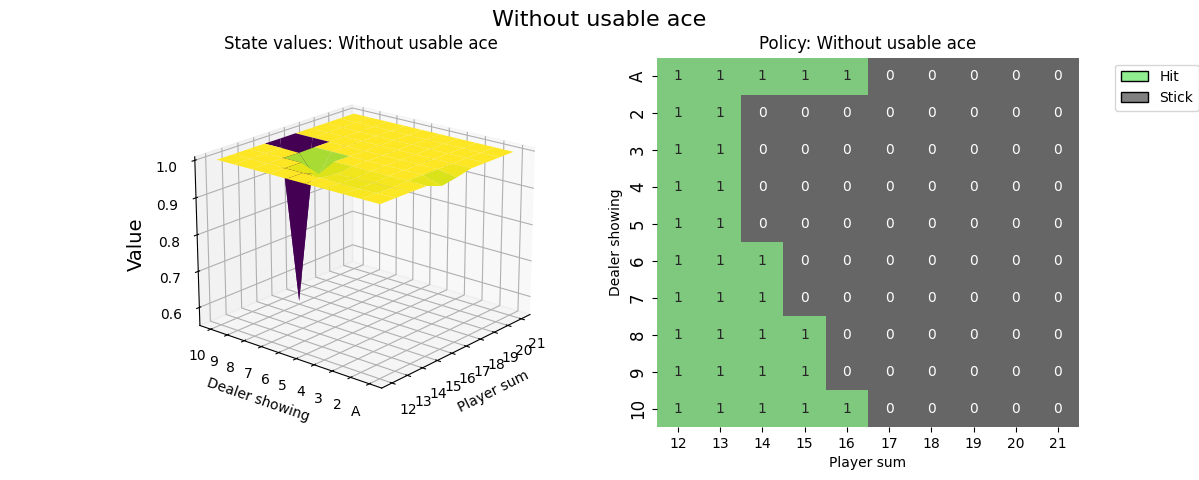 Without usable ace
State values: Without usable ace
1.0
0.9
0.8
0.7
0.6
Value
10 9 8 7 6 5 4 3 2 A
Dealer showing
12 13 14 15 16 17 18 19 20 21
Player sum
Policy: Without usable ace
Dealer showing
A 1 1 1 1 1 0 0 0 0 0
2 1 1 0 0 0 0 0 0 0 0
3 1 1 0 0 0 0 0 0 0 0
4 1 1 0 0 0 0 0 0 0 0
5 1 1 0 0 0 0 0 0 0 0
6 1 1 1 0 0 0 0 0 0 0
7 1 1 1 0 0 0 0 0 0 0
8 1 1 1 1 0 0 0 0 0 0
9 1 1 1 1 0 0 0 0 0 0
10 1 1 1 1 1 0 0 0 0 0
12 13 14 15 16 17 18 19 20 21
Player sum
Hit
Stick